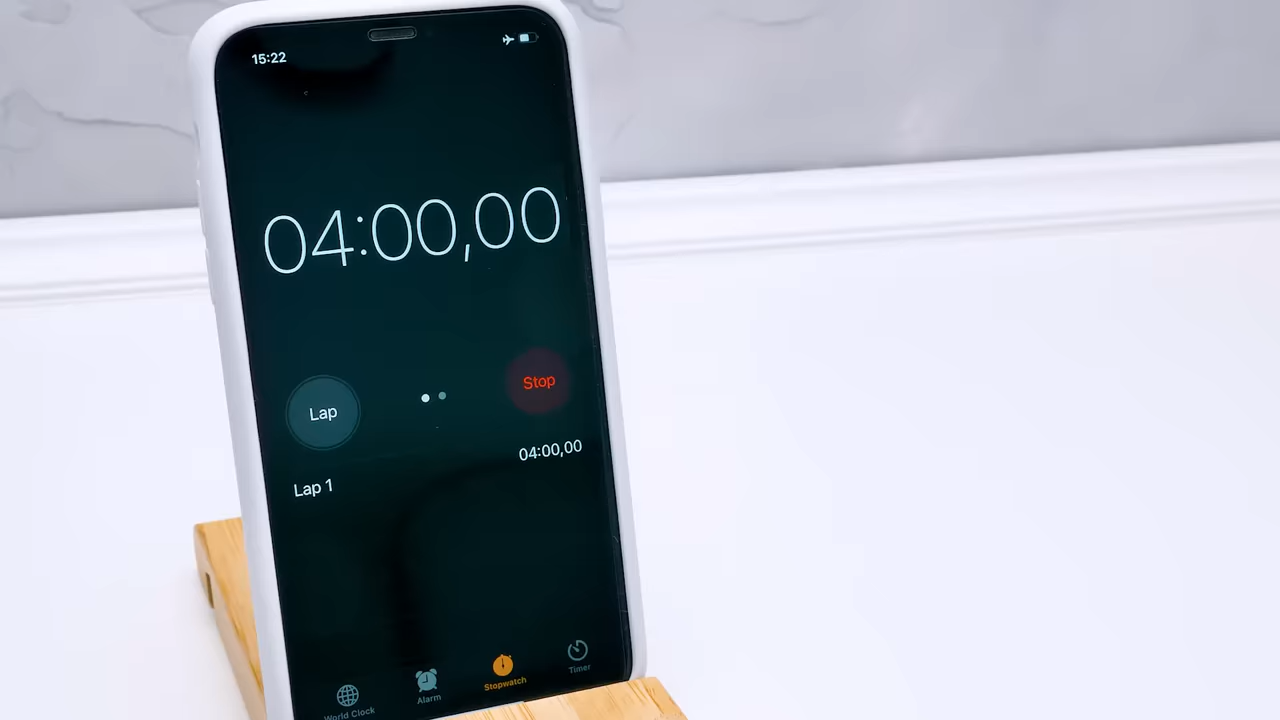 15:22
04:00,00
Lap
Stop
Lap 1
04:00,00
World Clock
Alarm
Stopwatch
Timer